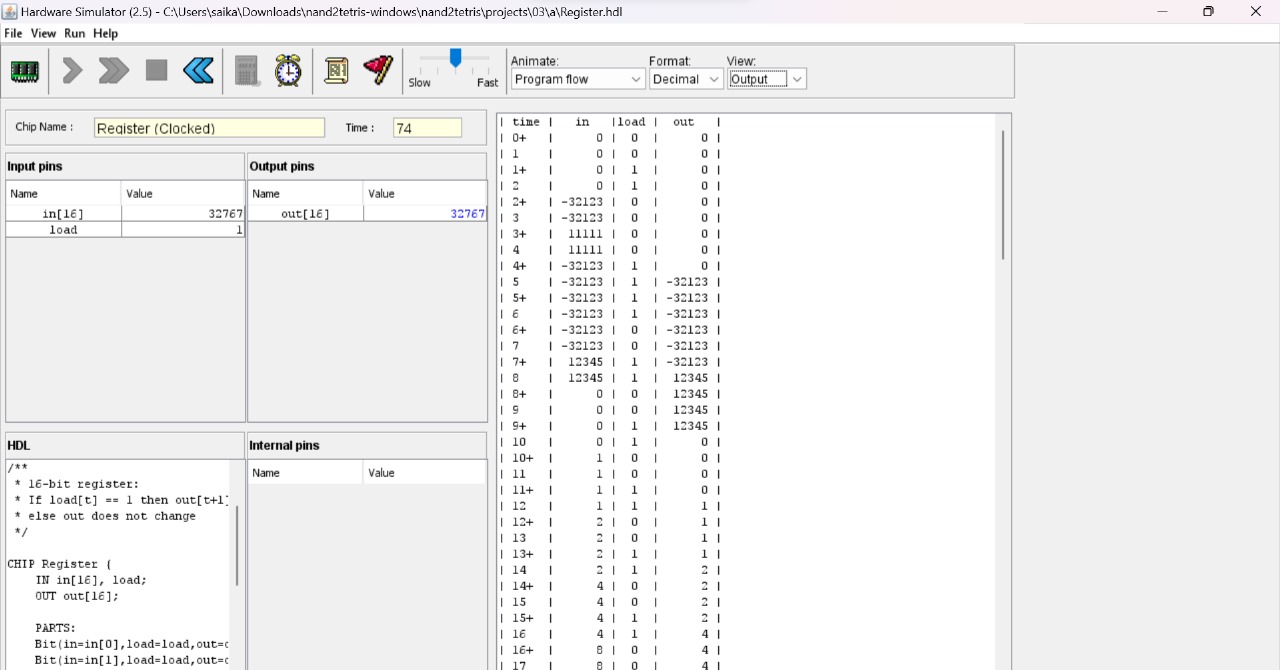 Hardware Simulator (2.5) - C:\Users\saika\Downloads\nand2tetris-windows\nand2tetris\projects\03\a\Register.hdl
File View Run Help
Slow Fast
Animate: Format: View:
Program flow Decimal Output
Chip Name : Register (Clocked) Time : 74
Input pins
Name Value
in[16] 32767
load 1
Output pins
Name Value
out[16] 32767
HDL
/**
* 16-bit register:
* If load[t] == 1 then out[t+1]
* else out does not change
*/
CHIP Register {
IN in[16], load;
OUT out[16];
PARTS:
Bit(in=in[0],load=load,out=o
Bit(in=in[1],load=load,out=o
Internal pins
Name Value
| time | in |load | out |
| 0+ | 0 | 0 | 0 |
| 1 | 0 | 0 | 0 |
| 1+ | 0 | 1 | 0 |
| 2 | 0 | 1 | 0 |
| 2+ | -32123 | 0 | 0 |
| 3 | -32123 | 0 | 0 |
| 3+ | 11111 | 0 | 0 |
| 4 | 11111 | 0 | 0 |
| 4+ | -32123 | 1 | 0 |
| 5 | -32123 | 1 | -32123 |
| 5+ | -32123 | 1 | -32123 |
| 6 | -32123 | 1 | -32123 |
| 6+ | -32123 | 0 | -32123 |
| 7 | -32123 | 0 | -32123 |
| 7+ | 12345 | 1 | -32123 |
| 8 | 12345 | 1 | 12345 |
| 8+ | 0 | 0 | 12345 |
| 9 | 0 | 0 | 12345 |
| 9+ | 0 | 1 | 12345 |
| 10 | 0 | 1 | 0 |
| 10+ | 1 | 0 | 0 |
| 11 | 1 | 0 | 0 |
| 11+ | 1 | 1 | 0 |
| 12 | 1 | 1 | 1 |
| 12+ | 2 | 0 | 1 |
| 13 | 2 | 0 | 1 |
| 13+ | 2 | 1 | 1 |
| 14 | 2 | 1 | 2 |
| 14+ | 4 | 0 | 2 |
| 15 | 4 | 0 | 2 |
| 15+ | 4 | 1 | 2 |
| 16 | 4 | 1 | 4 |
| 16+ | 8 | 0 | 4 |
| 17 | 8 | 0 | 4 |